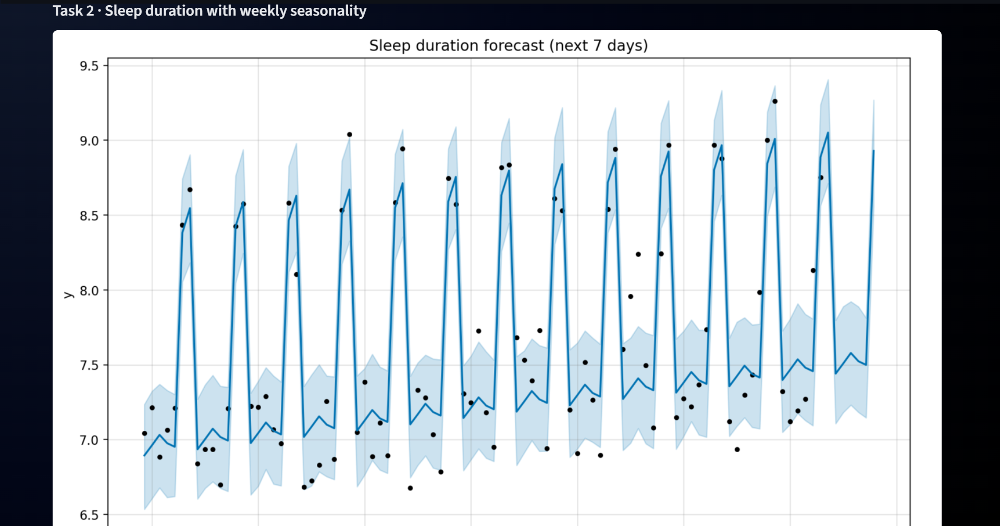 Task 2 · Sleep duration with weekly seasonality
Sleep duration forecast (next 7 days)
9.5
9.0
8.5
8.0
y
7.5
7.0
6.5